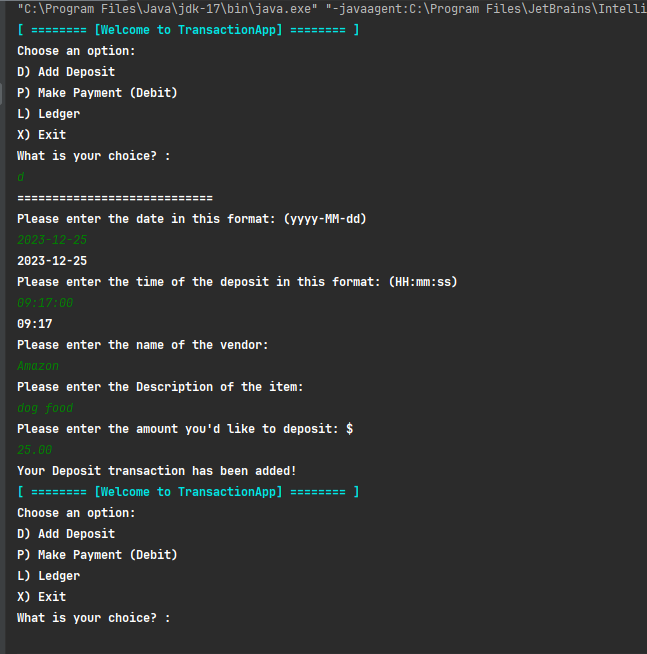 "C:\Program Files\Java\jdk-17\bin\java.exe" "-javaagent:C:\Program Files\JetBrains\Intelli
[ ======== [Welcome to TransactionApp] ======== ]
Choose an option:
D) Add Deposit
P) Make Payment (Debit)
L) Ledger
X) Exit
What is your choice? :
d
============================
Please enter the date in this format: (yyyy-MM-dd)
2023-12-25
2023-12-25
Please enter the time of the deposit in this format: (HH:mm:ss)
09:17:00
09:17
Please enter the name of the vendor:
Amazon
Please enter the Description of the item:
dog food
Please enter the amount you'd like to deposit: $
25.00
Your Deposit transaction has been added!
[ ======== [Welcome to TransactionApp] ======== ]
Choose an option:
D) Add Deposit
P) Make Payment (Debit)
L) Ledger
X) Exit
What is your choice? :